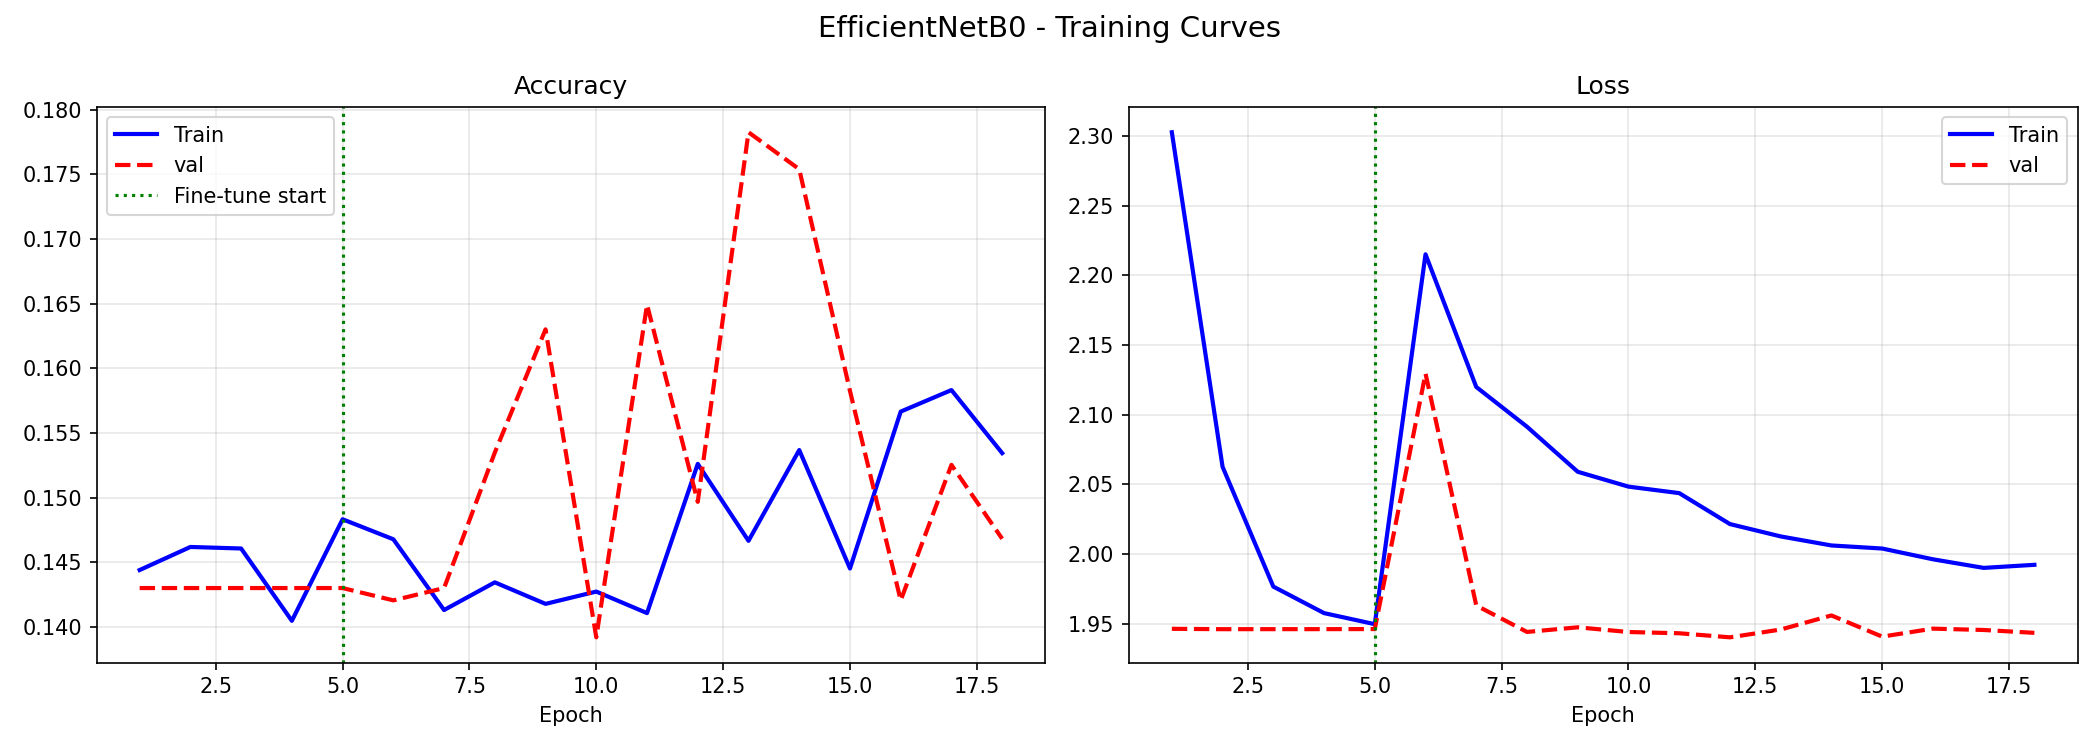 EfficientNetB0 - Training Curves
Accuracy
0.180
0.175
0.170
0.165
0.160
0.155
0.150
0.145
0.140
Train
val
Fine-tune start
2.5 5.0 7.5 10.0 12.5 15.0 17.5
Epoch
Loss
2.30
2.25
2.20
2.15
2.10
2.05
2.00
1.95
Train
val
2.5 5.0 7.5 10.0 12.5 15.0 17.5
Epoch